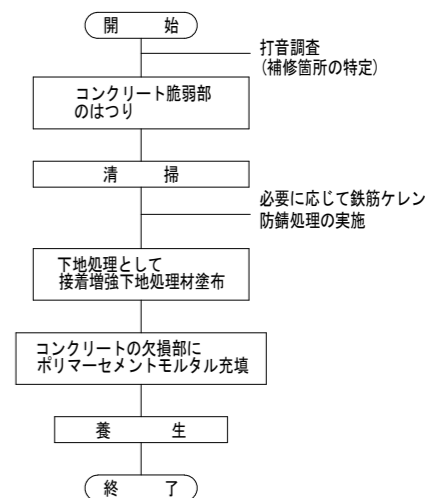 開　始
打音調査
(補修箇所の特定)
コンクリート脆弱部
のはつり
清　掃
必要に応じて鉄筋ケレン
防錆処理の実施
下地処理として
接着増強下地処理材塗布
コンクリートの欠損部に
ポリマーセメントモルタル充填
養　生
終　了